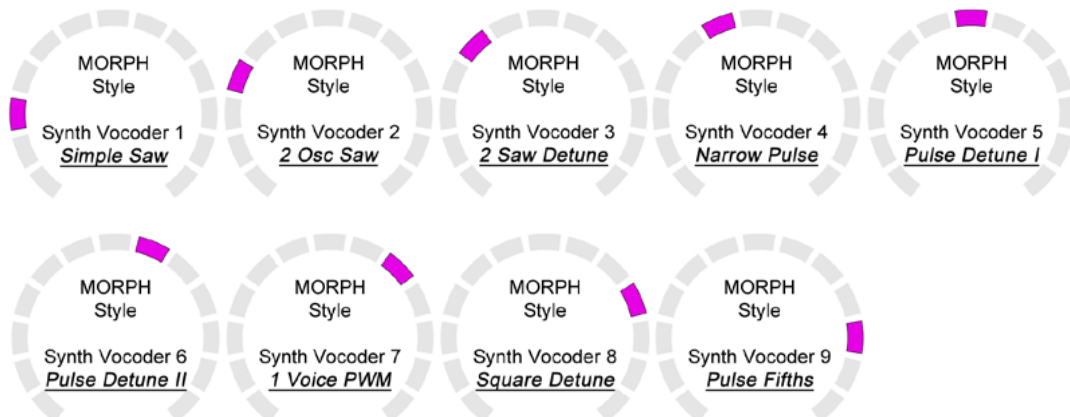 MORPH
Style
Synth Vocoder 1
Simple Saw
MORPH
Style
Synth Vocoder 2
2 Osc Saw
MORPH
Style
Synth Vocoder 3
2 Saw Detune
MORPH
Style
Synth Vocoder 4
Narrow Pulse
MORPH
Style
Synth Vocoder 5
Pulse Detune I
MORPH
Style
Synth Vocoder 6
Pulse Detune II
MORPH
Style
Synth Vocoder 7
1 Voice PWM
MORPH
Style
Synth Vocoder 8
Square Detune
MORPH
Style
Synth Vocoder 9
Pulse Fifths